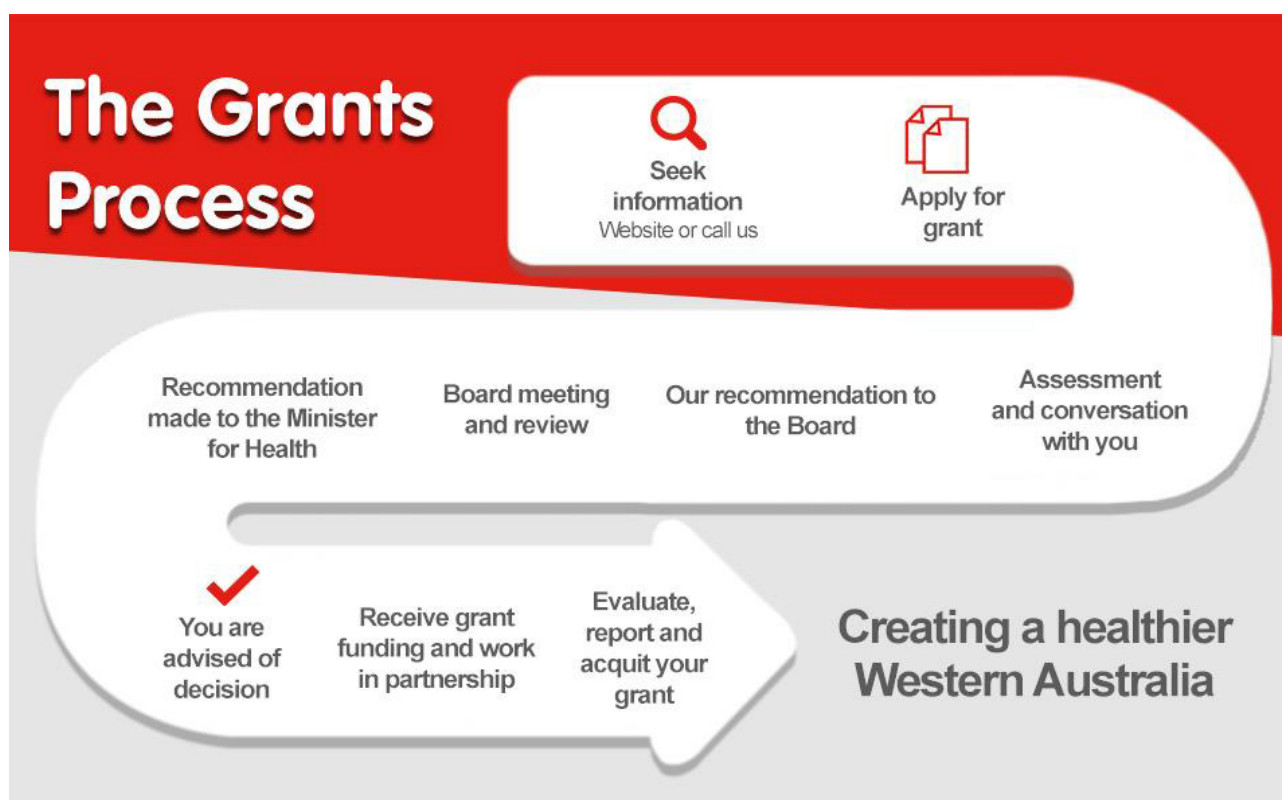 The Grants
Process
Seek
information
Website or call us
Apply for
grant
Assessment
and conversation
with you
Our recommendation to
the Board
Board meeting
and review
Recommendation
made to the Minister
for Health
You are
advised of
decision
Receive grant
funding and work
in partnership
Evaluate,
report and
acquit your
grant
Creating a healthier
Western Australia